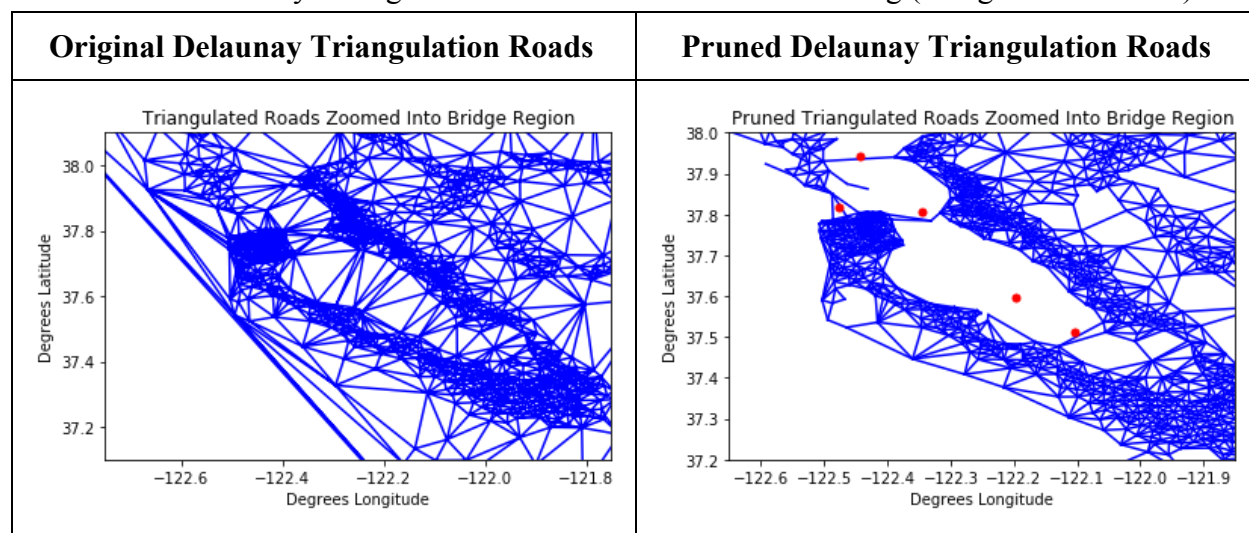 Original Delaunay Triangulation Roads
Pruned Delaunay Triangulation Roads
Triangulated Roads Zoomed Into Bridge Region
38.0
37.8
37.6
37.4
37.2
Degrees Latitude
−122.6 −122.4 −122.2 −122.0 −121.8
Degrees Longitude
Pruned Triangulated Roads Zoomed Into Bridge Region
38.0
37.9
37.8
37.7
37.6
37.5
37.4
37.3
37.2
Degrees Latitude
−122.6 −122.5 −122.4 −122.3 −122.2 −122.1 −122.0 −121.9
Degrees Longitude